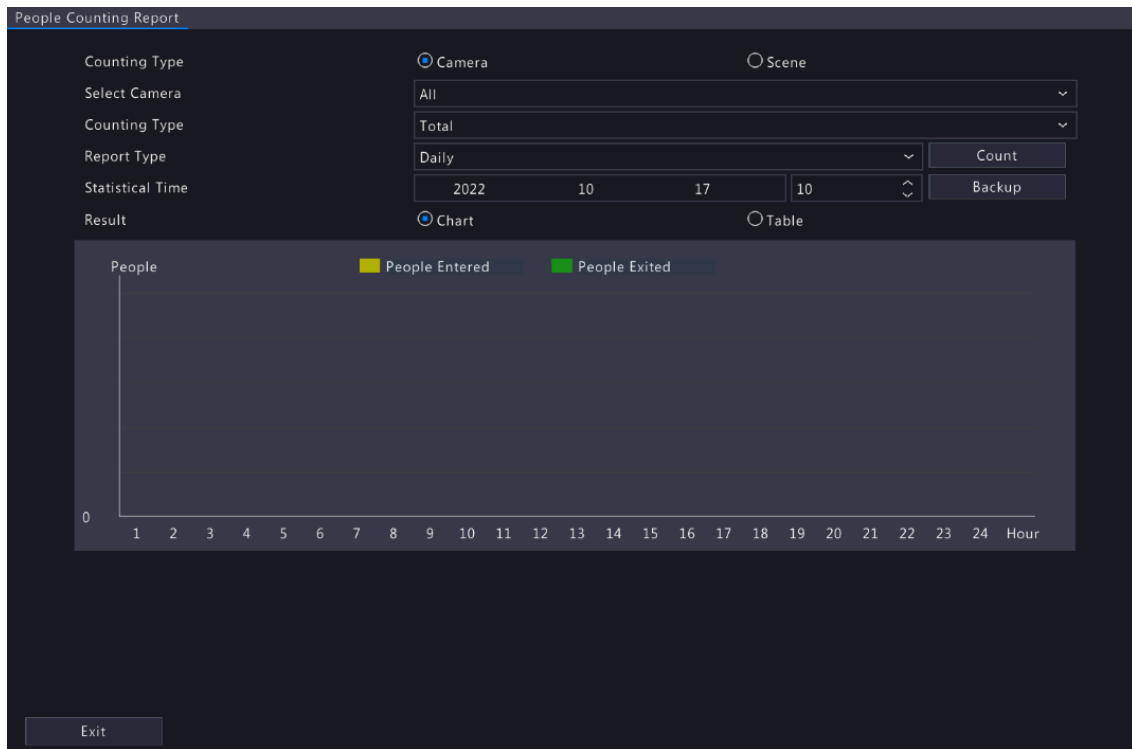 People Counting Report
Counting Type Camera Scene
Select Camera All
Counting Type Total
Report Type Daily Count
Statistical Time 2022 10 17 10 Backup
Result Chart Table
People People Entered People Exited
0
1 2 3 4 5 6 7 8 9 10 11 12 13 14 15 16 17 18 19 20 21 22 23 24 Hour
Exit